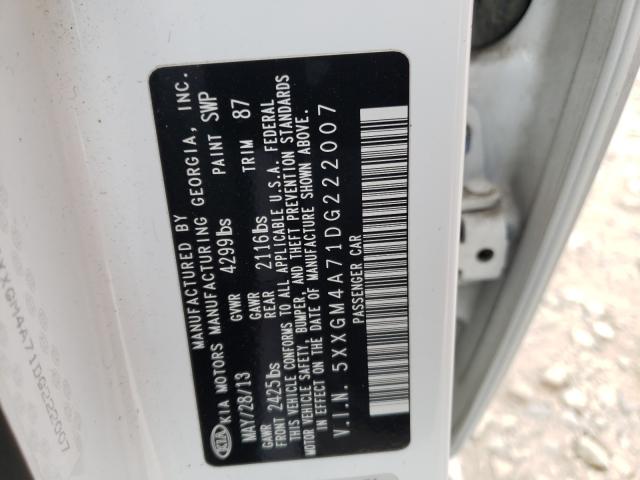 MANUFACTURED BY
KIA KIA MOTORS MANUFACTURING GEORGIA, INC.
MAY/28/13 GVWR 4299lbs PAINT SWP
GAWR GAWR TRIM 87
FRONT 2425lbs REAR 2116lbs
THIS VEHICLE CONFORMS TO ALL APPLICABLE U.S.A. FEDERAL
MOTOR VEHICLE SAFETY, BUMPER, AND THEFT PREVENTION STANDARDS
IN EFFECT ON THE DATE OF MANUFACTURE SHOWN ABOVE.
V.I.N. 5XXGM4A71DG222007
PASSENGER CAR
5XXGM4A71DG222007